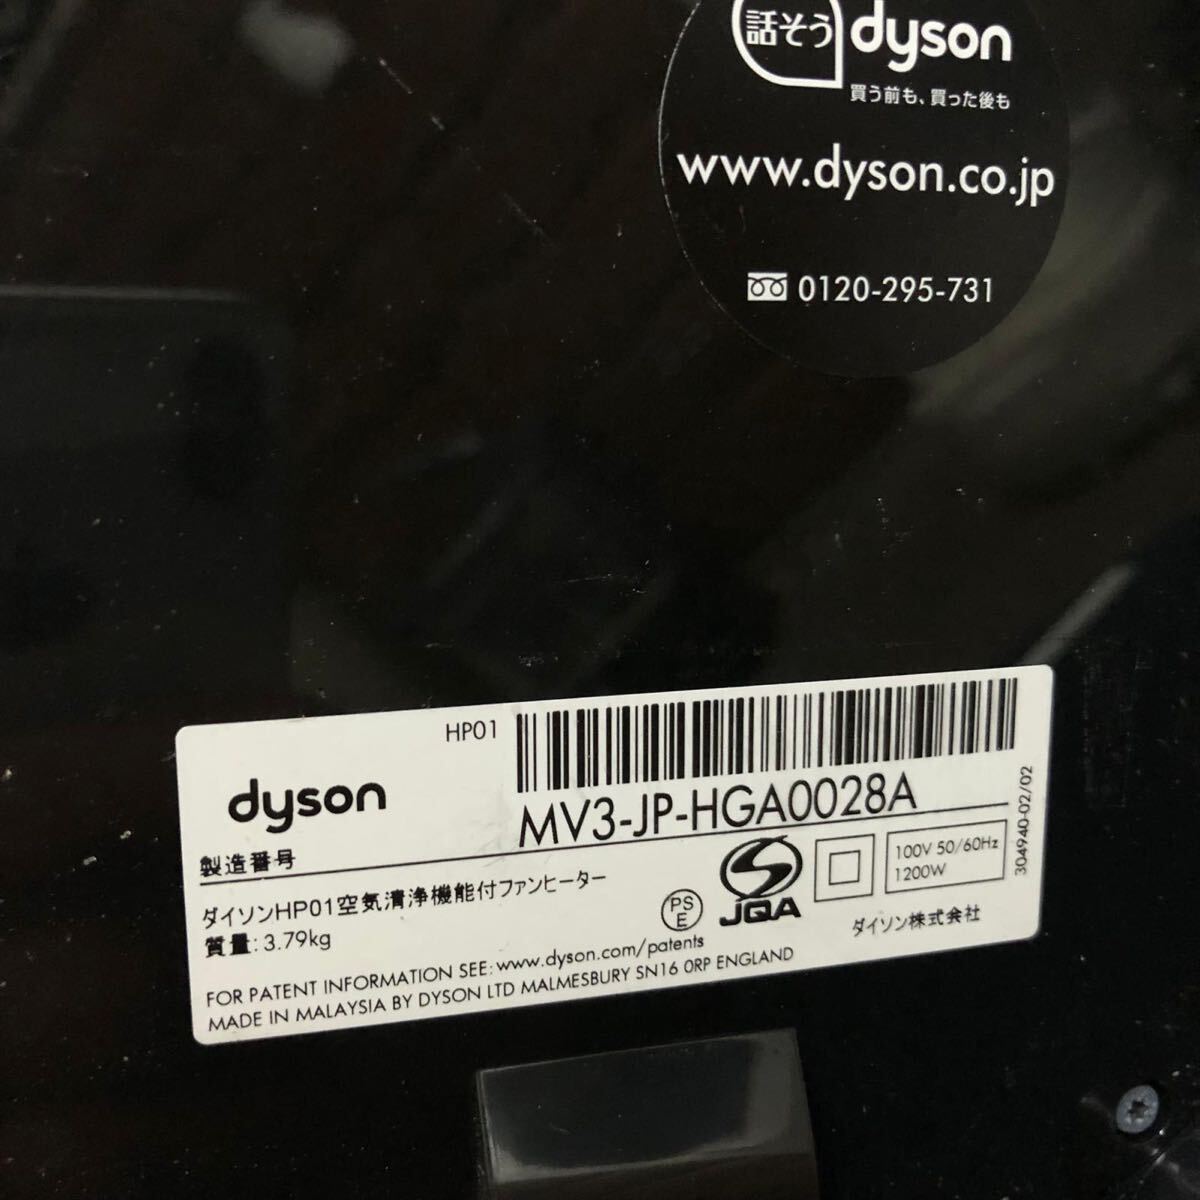 話そう dyson
買う前も、買った後も
www.dyson.co.jp
0120-295-731
HP01
dyson
MV3-JP-HGA0028A
製造番号
ダイソンHP01空気清浄機能付ファンヒーター
質量: 3.79kg
PS
E
JQA
100V 50/60Hz
1200W
ダイソン株式会社
304940-02/02
FOR PATENT INFORMATION SEE: www.dyson.com/patents
MADE IN MALAYSIA BY DYSON LTD MALMESBURY SN16 0RP ENGLAND